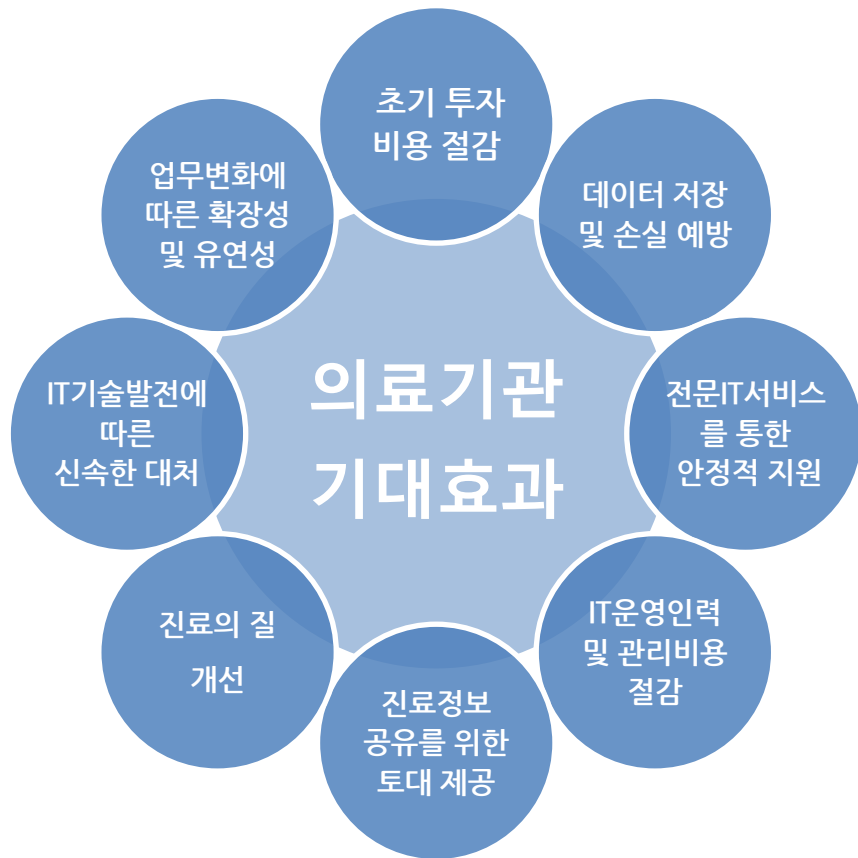 의료기관
기대효과
초기 투자
비용 절감
데이터 저장
및 손실 예방
전문IT서비스
를 통한
안정적 지원
IT운영인력
및 관리비용
절감
진료정보
공유를 위한
토대 제공
진료의 질
개선
IT기술발전에
따른
신속한 대처
업무변화에
따른 확장성
및 유연성